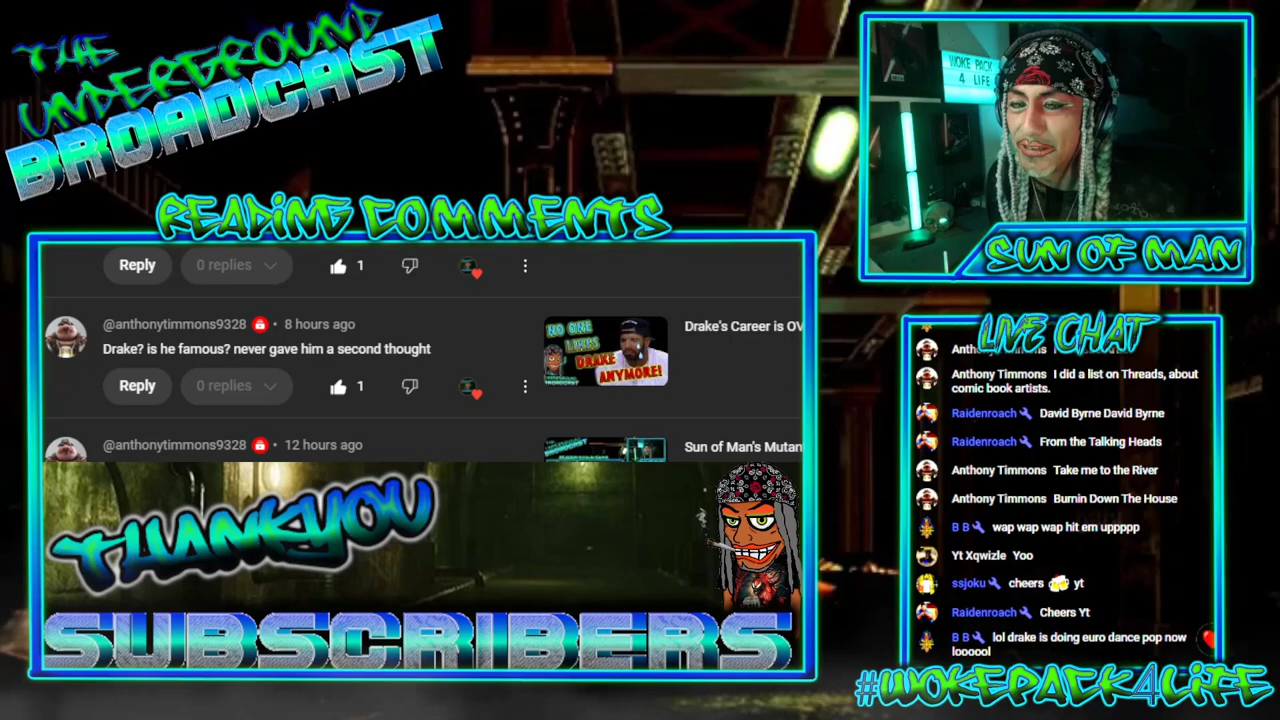 THE
UNDERGROUND
BROADCAST
WOKE PACK
4 LIFE
READING COMMENTS
Reply 0 replies 1
@anthonytimmons9328 • 8 hours ago
Drake? is he famous? never gave him a second thought
NO ONE
LIKES
DRAKE
ANYMORE!
Drake's Career is OV
Reply 0 replies 1
@anthonytimmons9328 • 12 hours ago
Sun of Man's Mutan
THANKYOU
SUBSCRIBERS
SUN OF MAN
LIVE CHAT
Anthony Timmons I did a list on Threads, about
comic book artists.
Raidenroach David Byrne David Byrne
Raidenroach From the Talking Heads
Anthony Timmons Take me to the River
Anthony Timmons Burnin Down The House
B B wap wap wap hit em uppppp
Yt Xqwizle Yoo
ssjoku cheers 🍻 yt
Raidenroach Cheers Yt
B B lol drake is doing euro dance pop now
looool
#WOKEPACK4LIFE